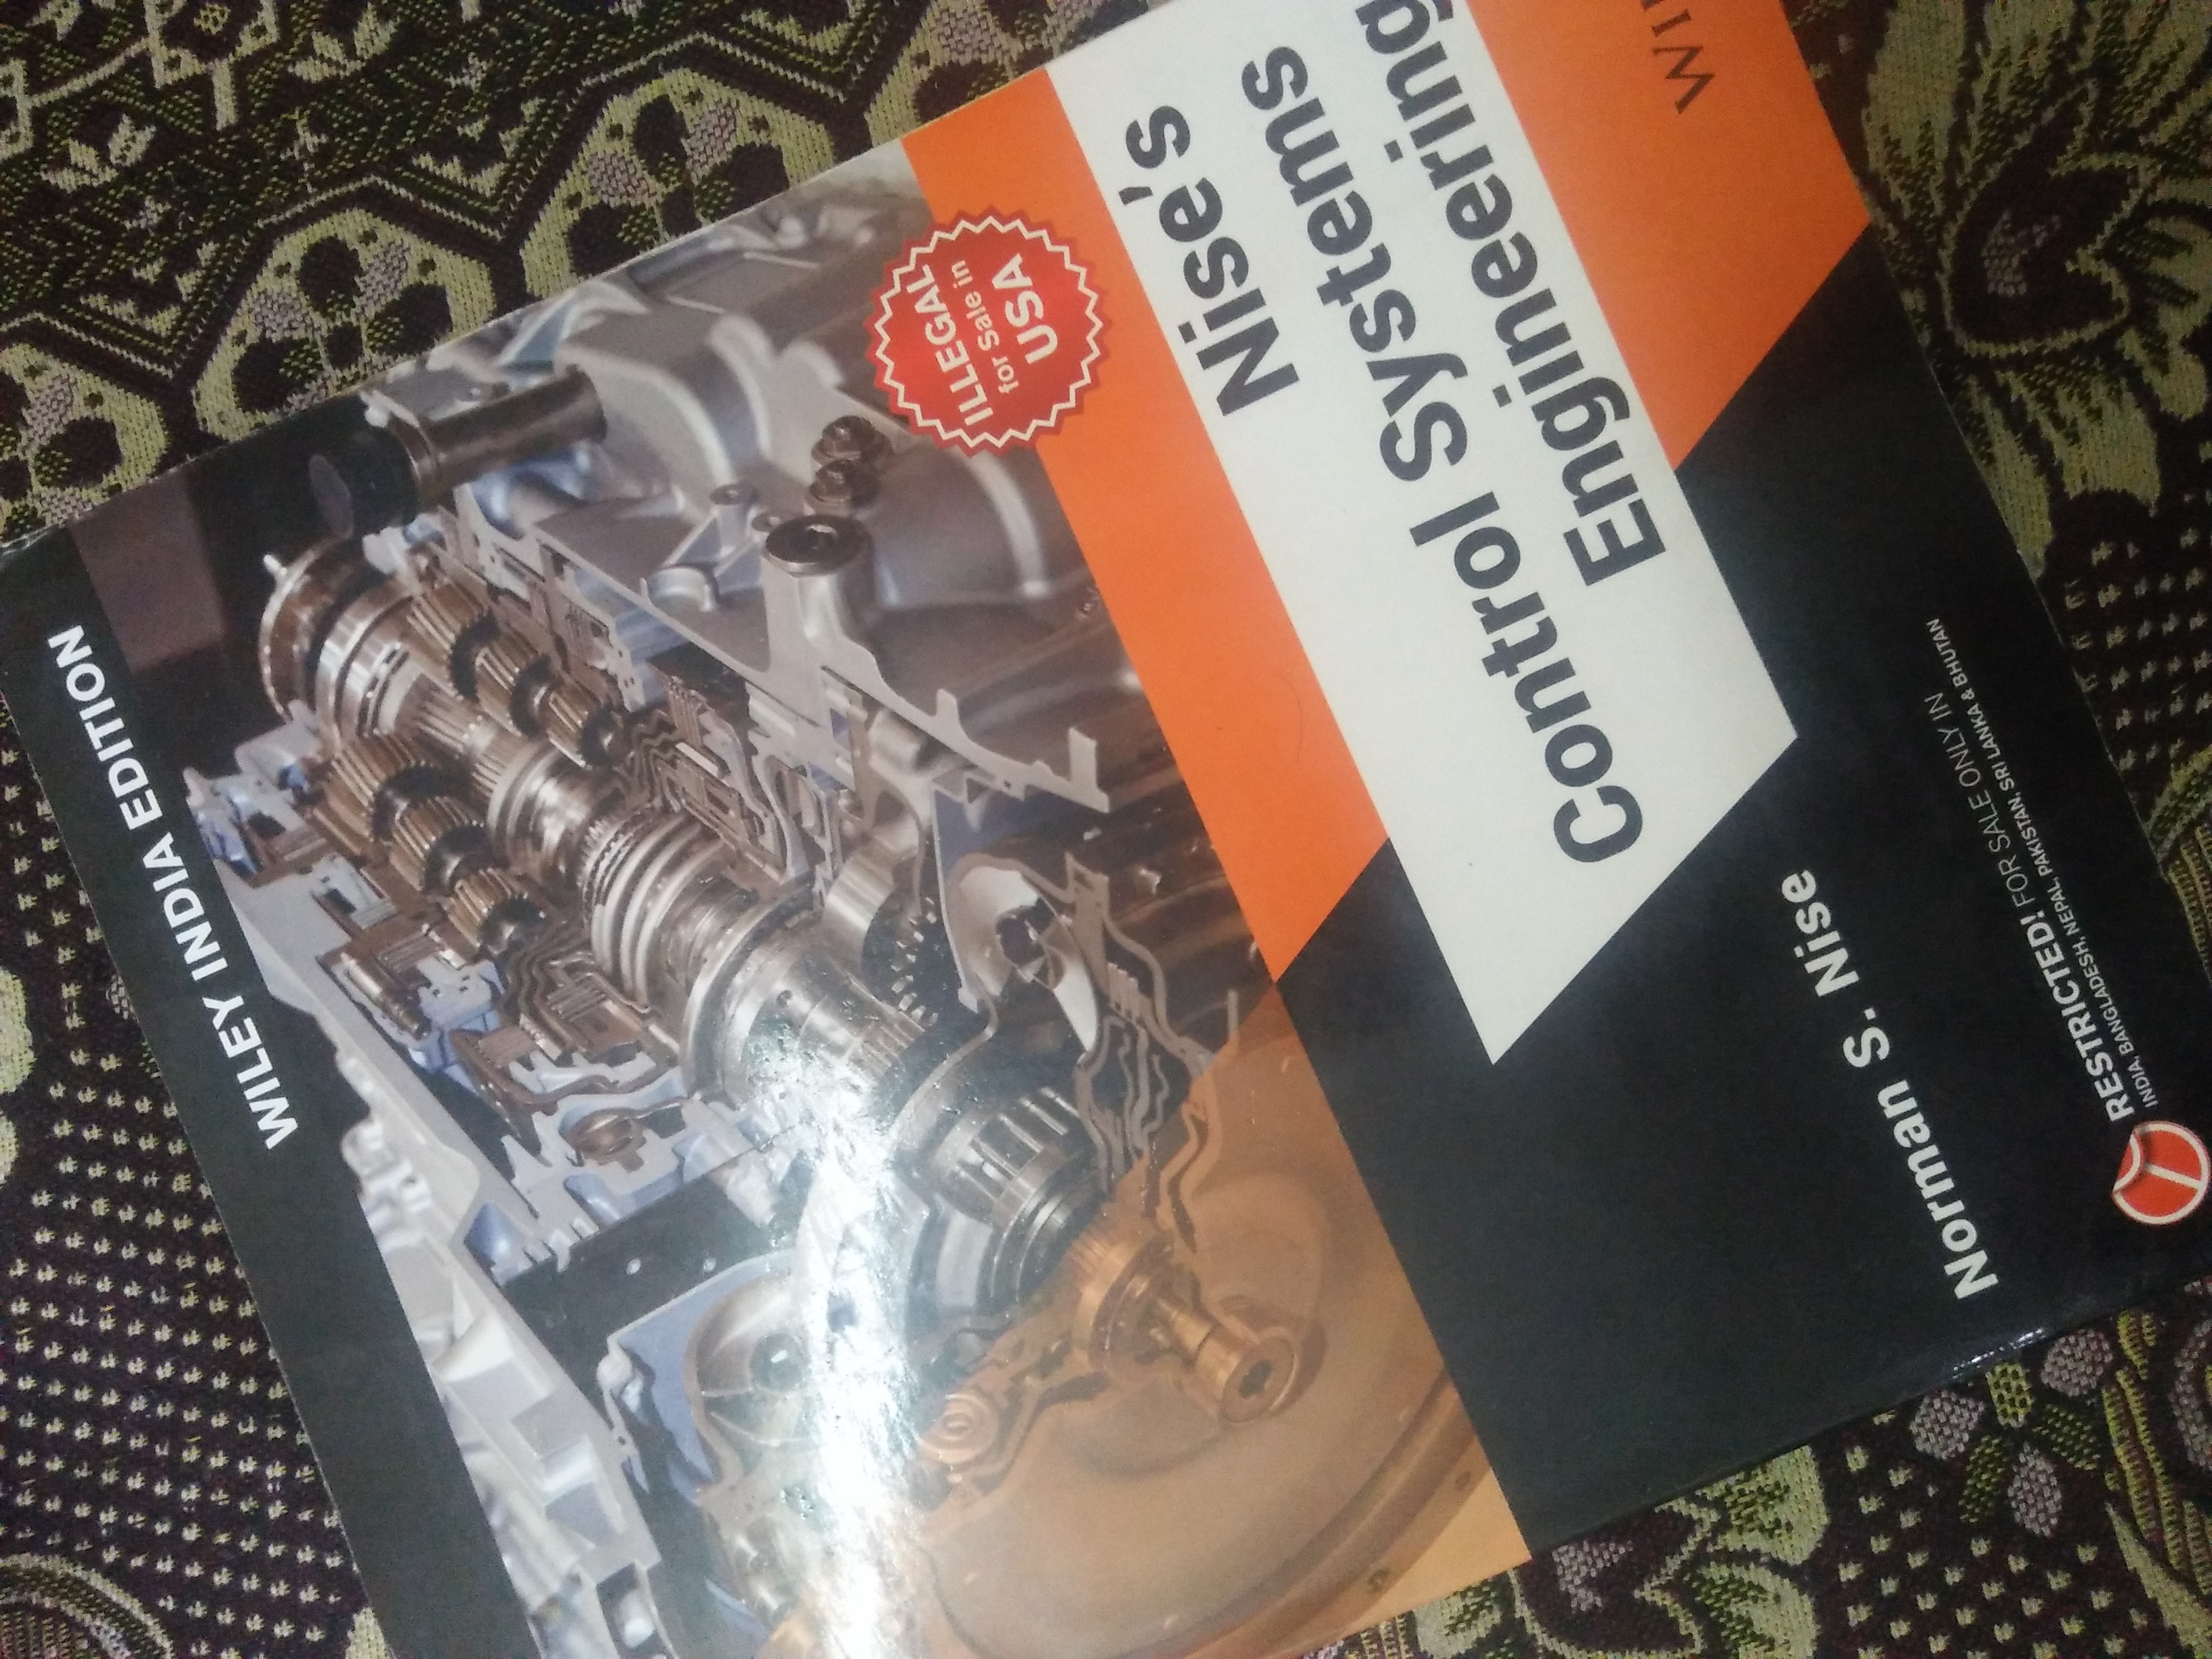 WILEY INDIA EDITION
ILLEGAL
for Sale in
USA
Nise's
Control Systems
Engineering
Norman S. Nise
RESTRICTED! FOR SALE ONLY IN
INDIA, BANGLADESH, NEPAL, PAKISTAN, SRI LANKA & BHUTAN